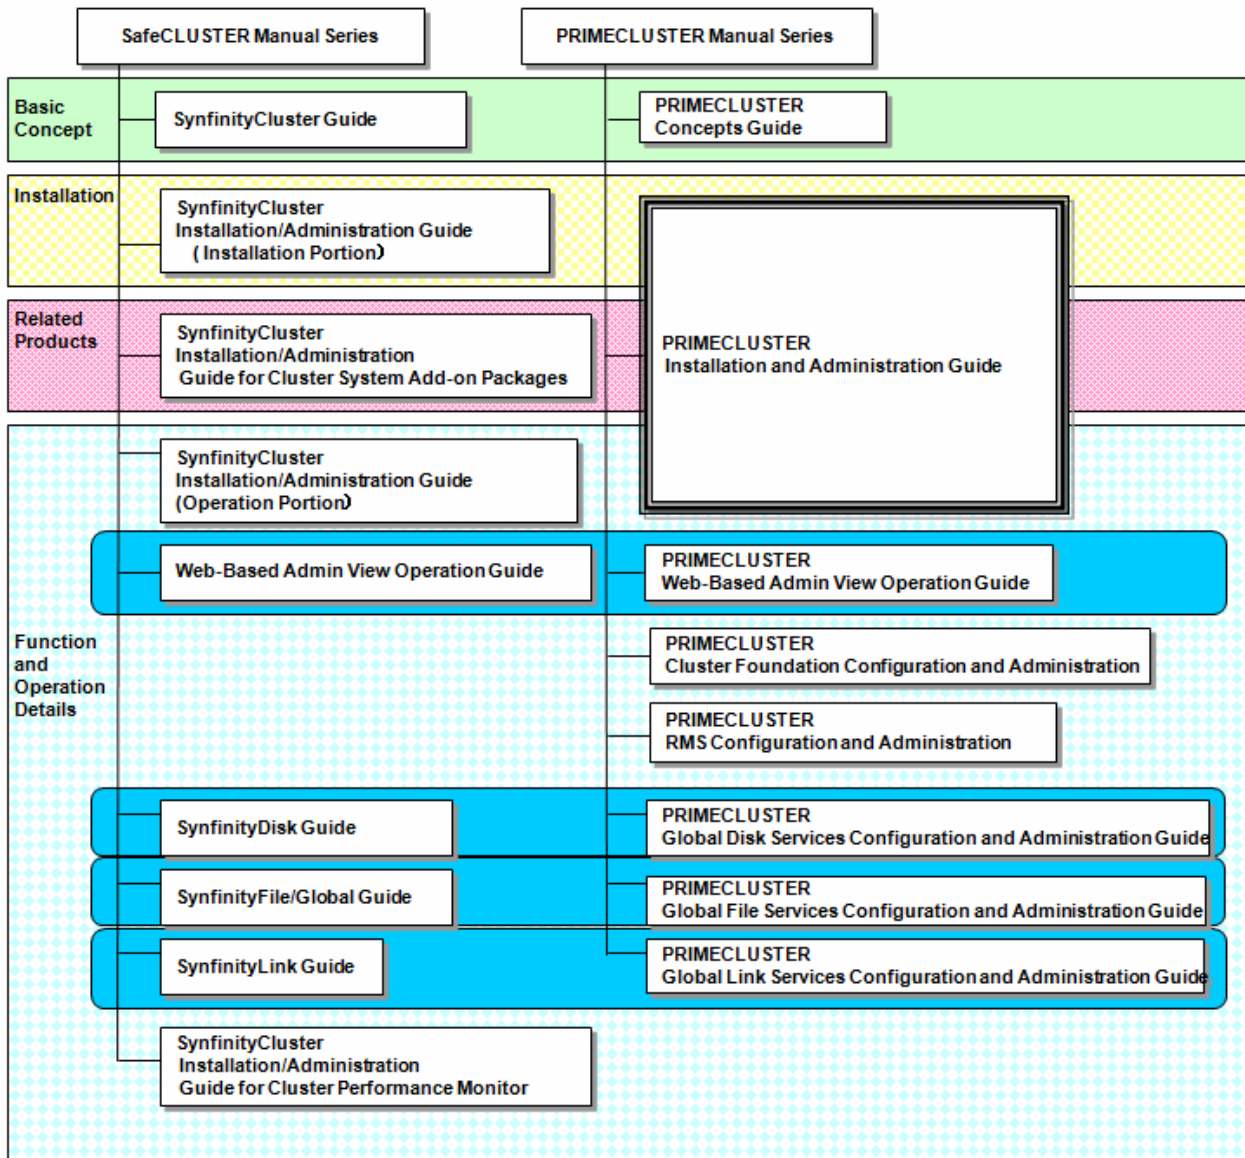 SafeCLUSTER Manual Series
PRIMECLUSTER Manual Series
Basic
Concept
SynfinityCluster Guide
PRIMECLUSTER
Concepts Guide
Installation
SynfinityCluster
Installation/Administration Guide
( Installation Portion)
PRIMECLUSTER
Installation and Administration Guide
Related
Products
SynfinityCluster
Installation/Administration
Guide for Cluster System Add-on Packages
SynfinityCluster
Installation/Administration Guide
(Operation Portion)
Web-Based Admin View Operation Guide
PRIMECLUSTER
Web-Based Admin View Operation Guide
Function
and
Operation
Details
PRIMECLUSTER
Cluster Foundation Configuration and Administration
PRIMECLUSTER
RMS Configuration and Administration
SynfinityDisk Guide
PRIMECLUSTER
Global Disk Services Configuration and Administration Guide
SynfinityFile/Global Guide
PRIMECLUSTER
Global File Services Configuration and Administration Guide
SynfinityLink Guide
PRIMECLUSTER
Global Link Services Configuration and Administration Guide
SynfinityCluster
Installation/Administration
Guide for Cluster Performance Monitor